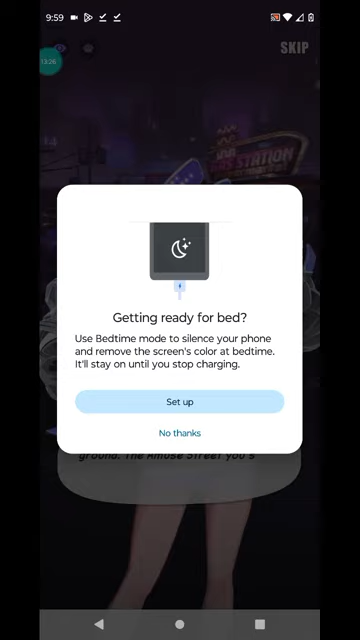 9:59
SKIP
13:26
STATION
Getting ready for bed?
Use Bedtime mode to silence your phone
and remove the screen's color at bedtime.
It'll stay on until you stop charging.
Set up
No thanks
ground. The Amuse Street you's